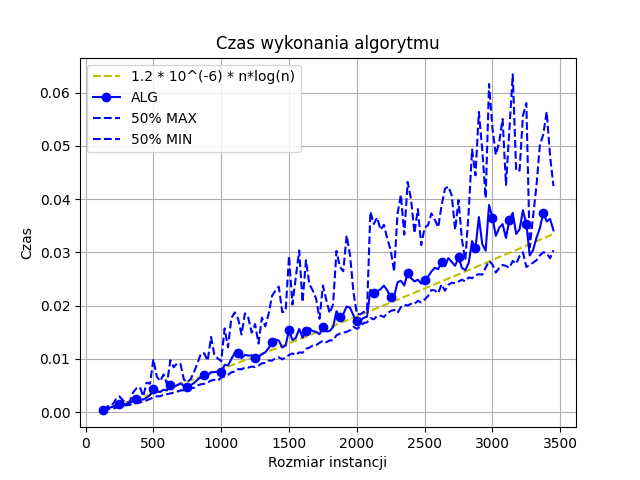 Czas wykonania algorytmu
1.2 * 10^(-6) * n*log(n)
ALG
50% MAX
50% MIN
Czas
0.06
0.05
0.04
0.03
0.02
0.01
0.00
0 500 1000 1500 2000 2500 3000 3500
Rozmiar instancji